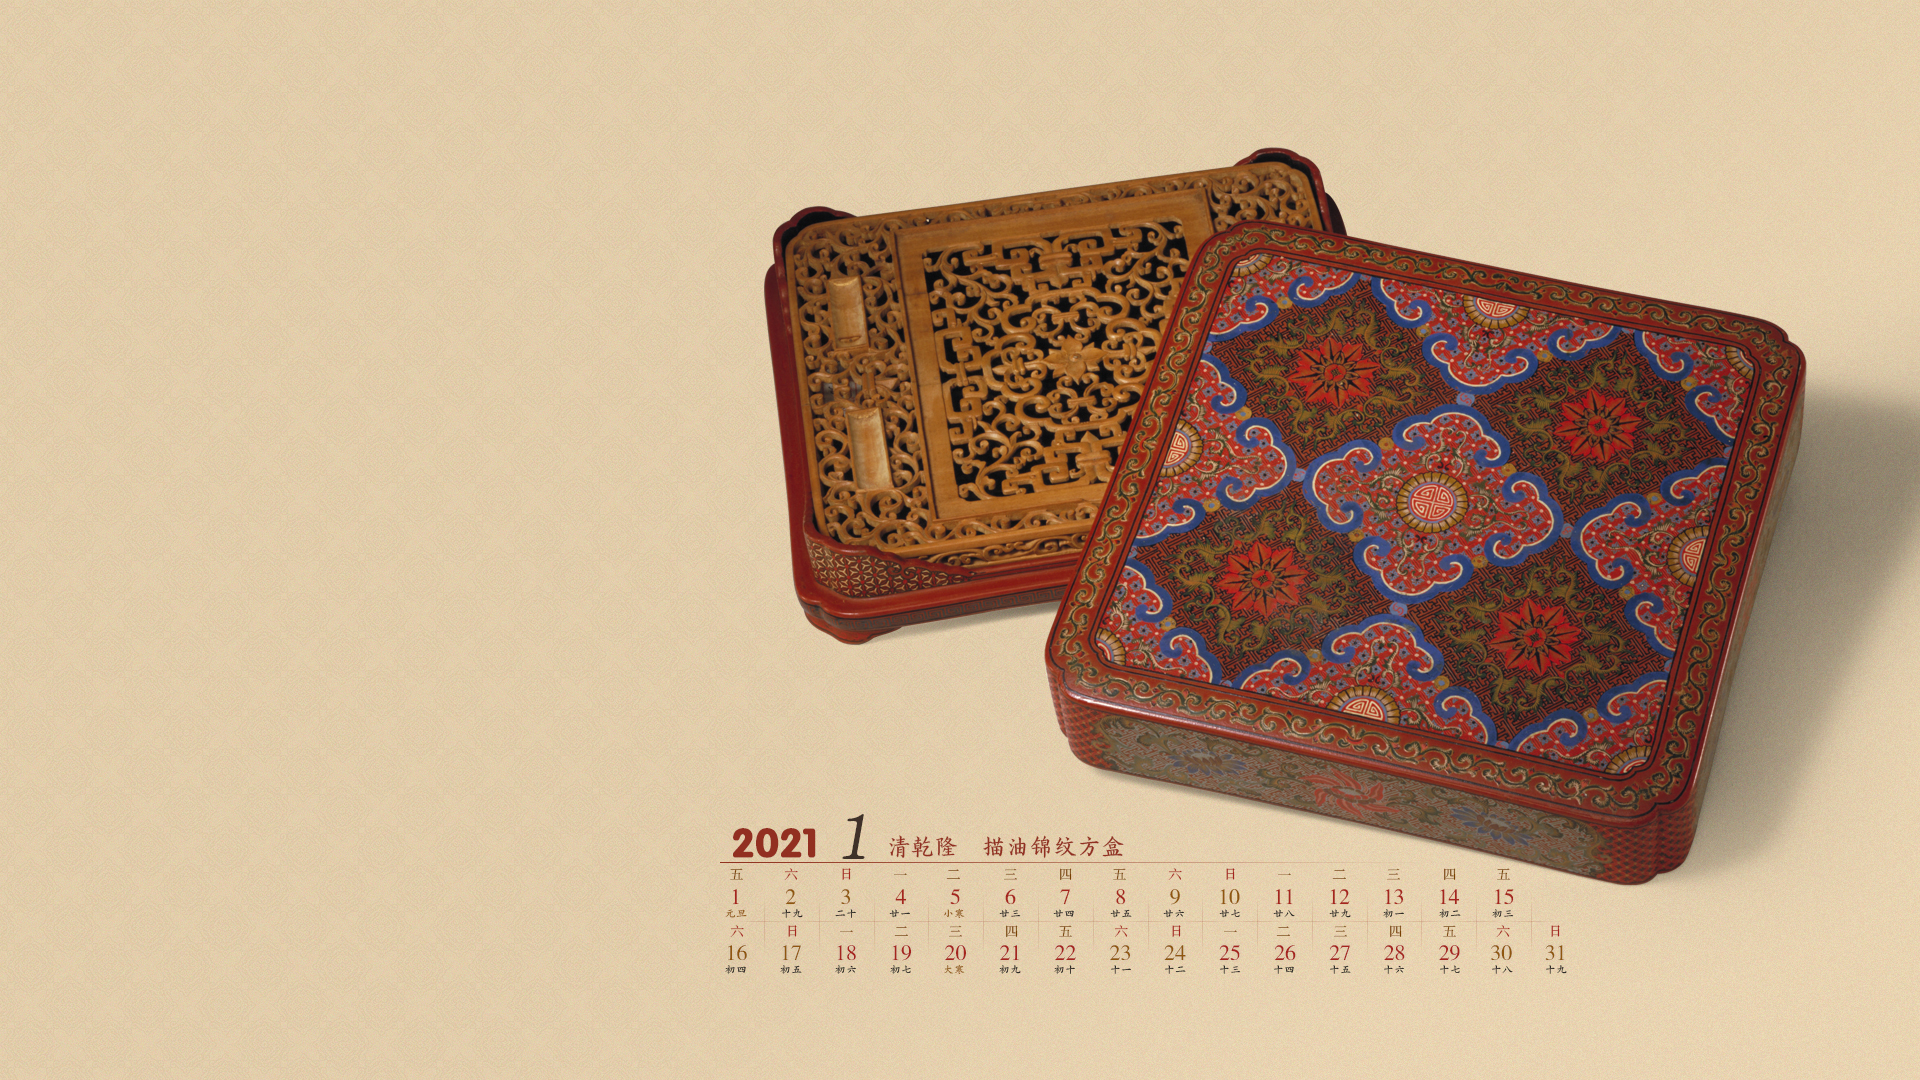 2021 1 清乾隆 描油锦纹方盒
五 六 日 一 二 三 四 五 六 日 一 二 三 四 五
1 2 3 4 5 6 7 8 9 10 11 12 13 14 15
元旦 十九 二十 廿一 小寒 廿三 廿四 廿五 廿六 廿七 廿八 廿九 初一 初二 初三
六 日 一 二 三 四 五 六 日 一 二 三 四 五 六 日
16 17 18 19 20 21 22 23 24 25 26 27 28 29 30 31
初四 初五 初六 初七 大寒 初九 初十 十一 十二 十三 十四 十五 十六 十七 十八 十九